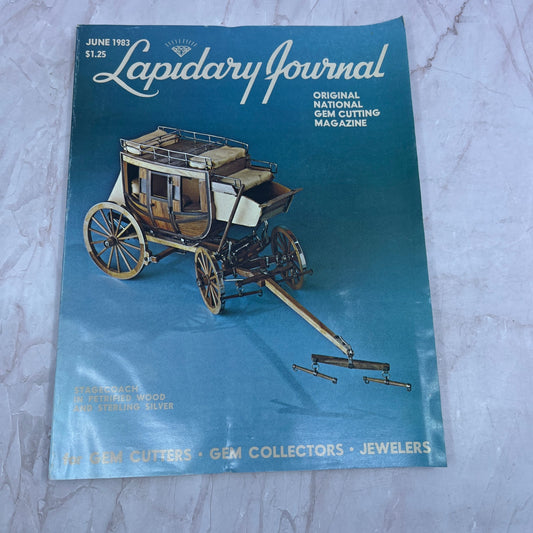 JUNE 1983
$1.25
Lapidary Journal
ORIGINAL
NATIONAL
GEM CUTTING
MAGAZINE
STAGECOACH
IN PETRIFIED WOOD
AND STERLING SILVER
GEM CUTTERS • GEM COLLECTORS • JEWELERS